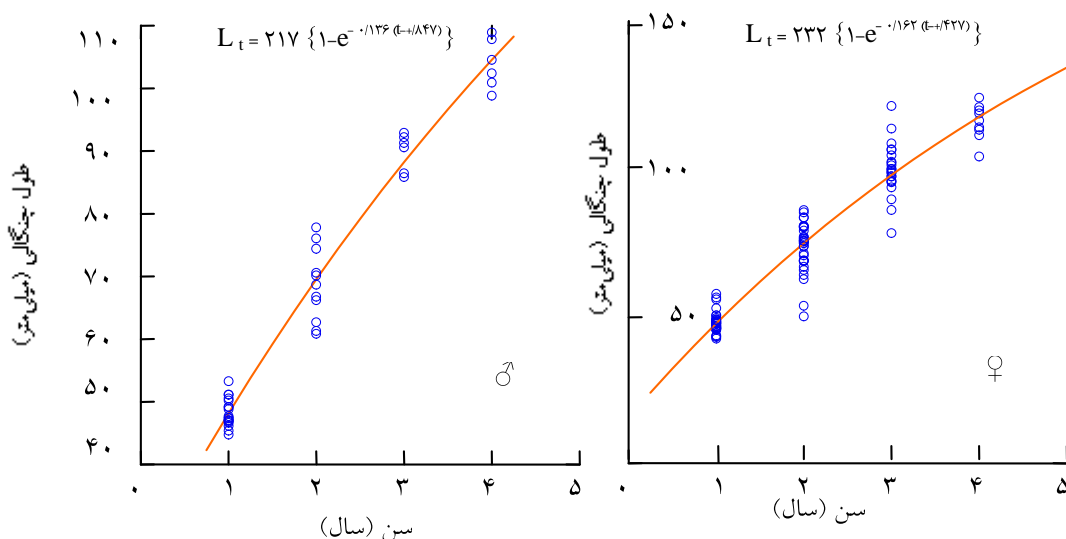 L t = ۲۱۷ {۱-e^- ۰/۱۳۶ (t-+/۸۴۷)}
۱۱۰
۱۰۰
۹۰
۸۰
۷۰
۶۰
۵۰
۴۰
طول چنگالی (میلی‌متر)
♂
۰ ۱ ۲ ۳ ۴ ۵
سن (سال)
L t = ۲۳۲ {۱-e^- ۰/۱۶۲ (t-+/۴۲۷)}
۱۵۰
۱۰۰
۵۰
طول چنگالی (میلی‌متر)
♀
۰ ۱ ۲ ۳ ۴ ۵
سن (سال)